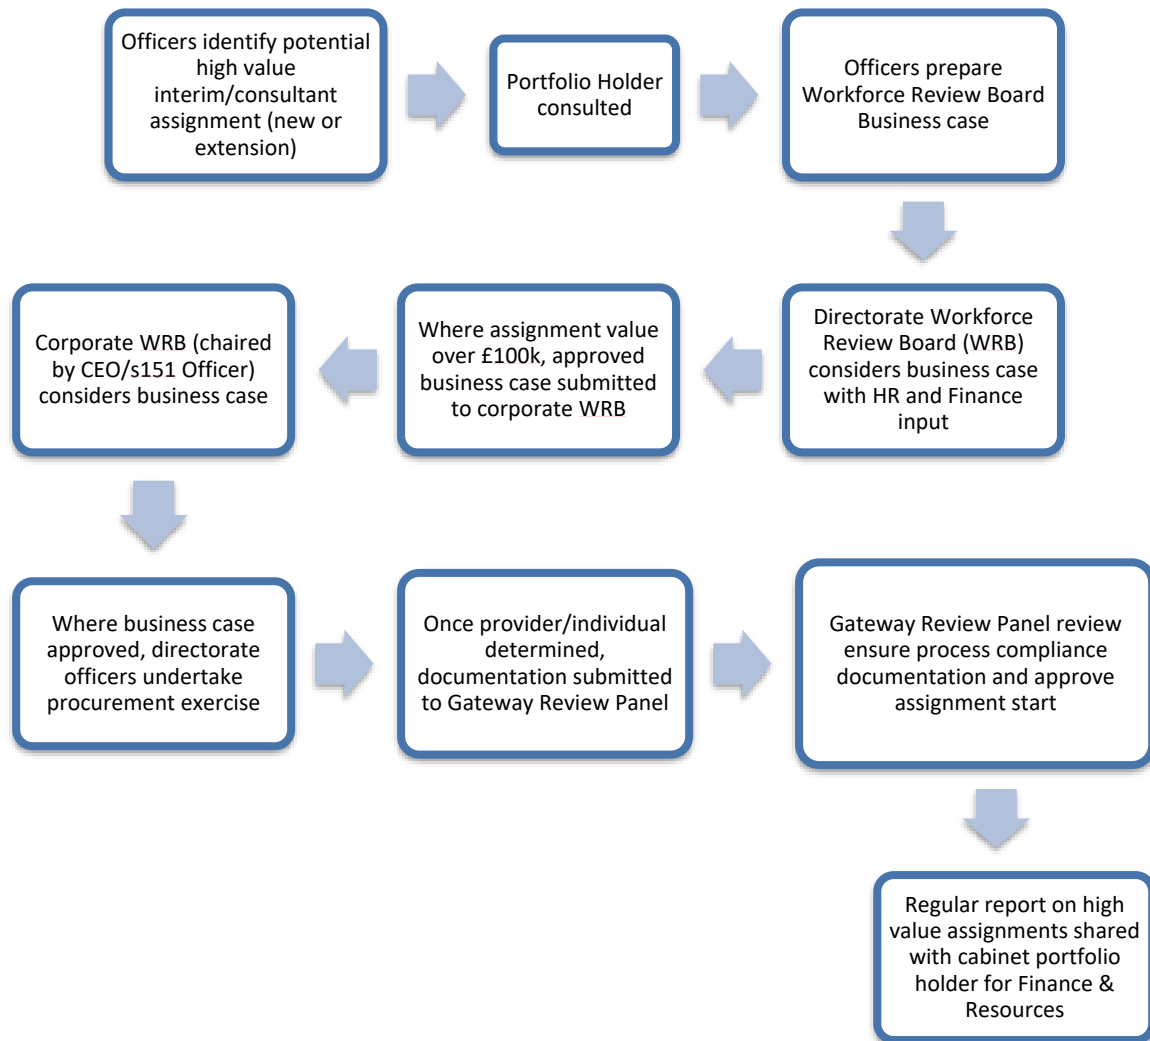 Officers identify potential
high value
interim/consultant
assignment (new or
extension)
Portfolio Holder
consulted
Officers prepare
Workforce Review Board
Business case
Directorate Workforce
Review Board (WRB)
considers business case
with HR and Finance
input
Where assignment value
over £100k, approved
business case submitted
to corporate WRB
Corporate WRB (chaired
by CEO/s151 Officer)
considers business case
Where business case
approved, directorate
officers undertake
procurement exercise
Once provider/individual
determined,
documentation submitted
to Gateway Review Panel
Gateway Review Panel review
ensure process compliance
documentation and approve
assignment start
Regular report on high
value assignments shared
with cabinet portfolio
holder for Finance &
Resources